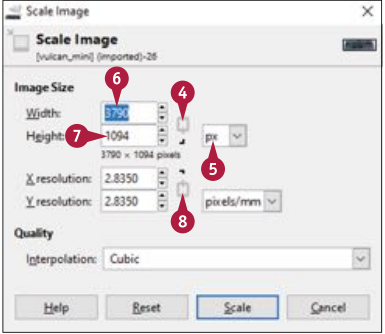 Scale Image
Scale Image
[vulcan_mini] (imported)-26
Image Size
6
4
Width: 3790
Height: 7 1094 px
3790 × 1094 pixels
5
X resolution: 2.8350
Y resolution: 2.8350 pixels/mm
8
Quality
Interpolation: Cubic
Help Reset Scale Cancel